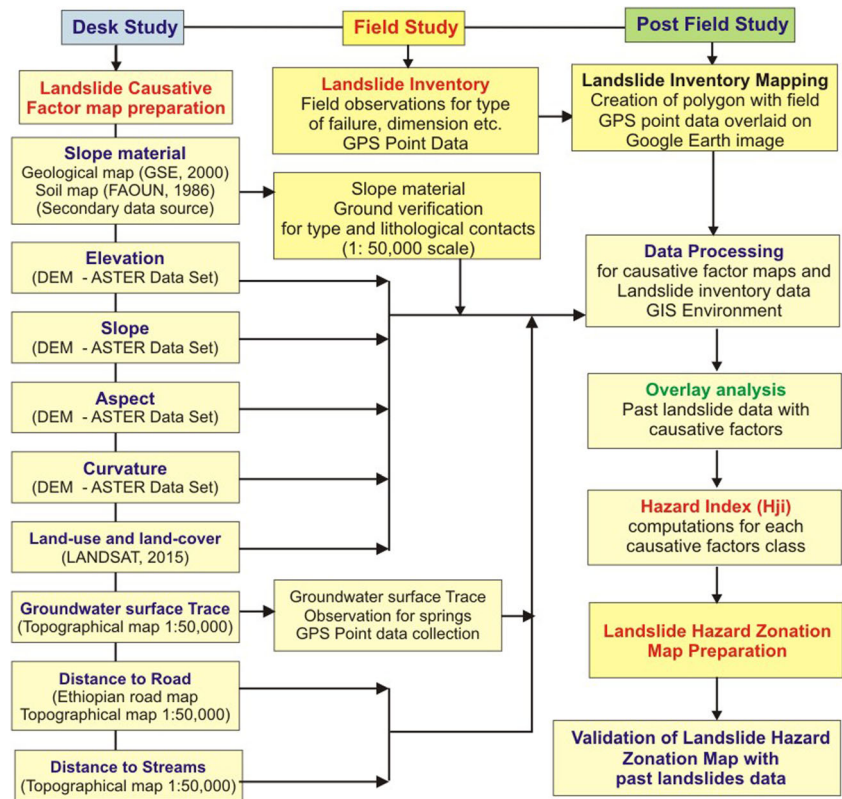 Desk Study
Field Study
Post Field Study
Landslide Causative
Factor map preparation
Landslide Inventory
Field observations for type
of failure, dimension etc.
GPS Point Data
Landslide Inventory Mapping
Creation of polygon with field
GPS point data overlaid on
Google Earth image
Slope material
Geological map (GSE, 2000)
Soil map (FAOUN, 1986)
(Secondary data source)
Slope material
Ground verification
for type and lithological contacts
(1: 50,000 scale)
Elevation
(DEM - ASTER Data Set)
Slope
(DEM - ASTER Data Set)
Aspect
(DEM - ASTER Data Set)
Curvature
(DEM - ASTER Data Set)
Land-use and land-cover
(LANDSAT, 2015)
Groundwater surface Trace
(Topographical map 1:50,000)
Groundwater surface Trace
Observation for springs
GPS Point data collection
Distance to Road
(Ethiopian road map
Topographical map 1:50,000)
Distance to Streams
(Topographical map 1:50,000)
Data Processing
for causative factor maps and
Landslide inventory data
GIS Environment
Overlay analysis
Past landslide data with
causative factors
Hazard Index (Hji)
computations for each
causative factors class
Landslide Hazard Zonation
Map Preparation
Validation of Landslide Hazard
Zonation Map with
past landslides data